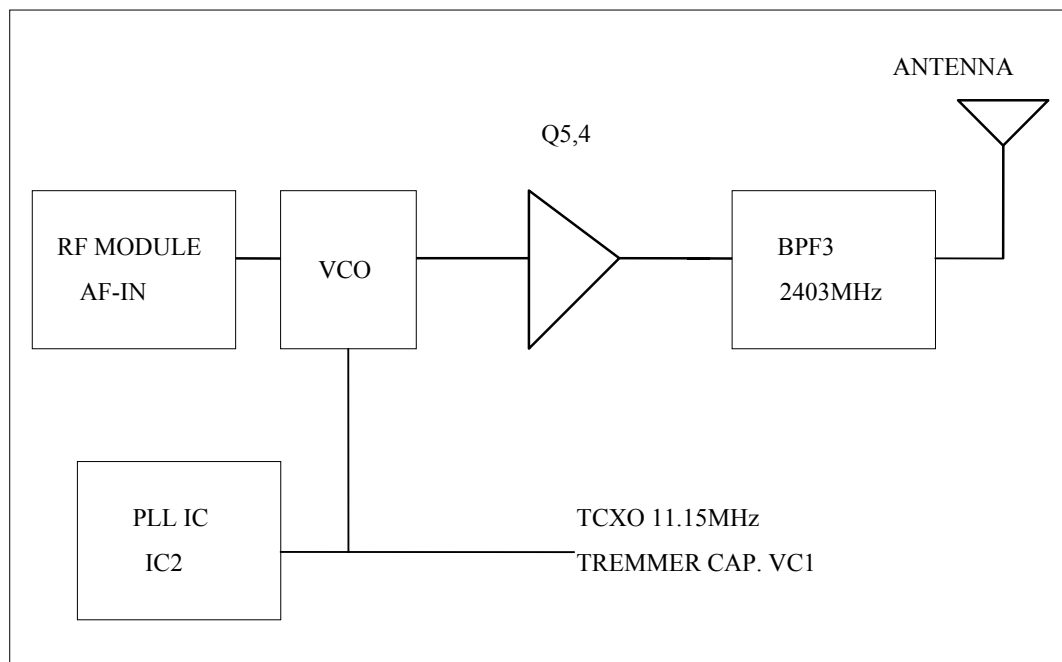 ANTENNA
Q5,4
RF MODULE
AF-IN
VCO
BPF3
2403MHz
PLL IC
IC2
TCXO 11.15MHz
TREMMER CAP. VC1